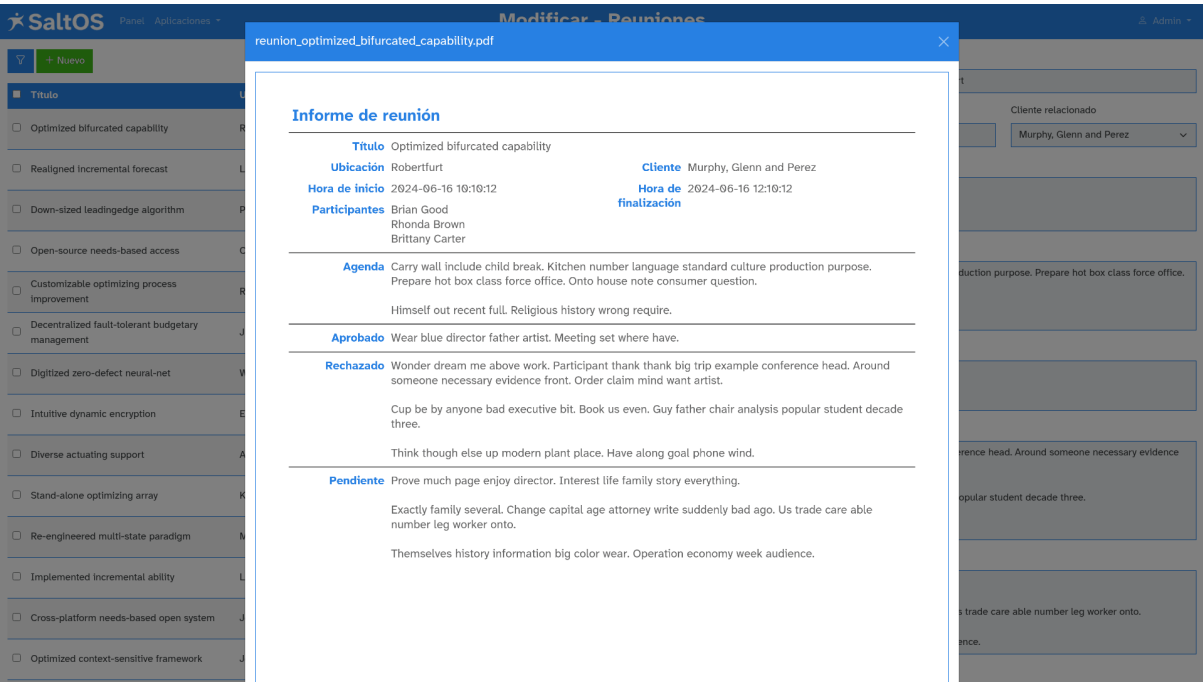 SaltOS Panel Aplicaciones
Modificar - Reuniones
Admin
+ Nuevo
Título
Optimized bifurcated capability
Realigned incremental forecast
Down-sized leadingedge algorithm
Open-source needs-based access
Customizable optimizing process
improvement
Decentralized fault-tolerant budgetary
management
Digitized zero-defect neural-net
Intuitive dynamic encryption
Diverse actuating support
Stand-alone optimizing array
Re-engineered multi-state paradigm
Implemented incremental ability
Cross-platform needs-based open system
Optimized context-sensitive framework
reunion_optimized_bifurcated_capability.pdf
Informe de reunión
Título Optimized bifurcated capability
Ubicación Robertfurt Cliente Murphy, Glenn and Perez
Hora de inicio 2024-06-16 10:10:12 Hora de 2024-06-16 12:10:12
finalización
Participantes Brian Good
Rhonda Brown
Brittany Carter
Agenda Carry wall include child break. Kitchen number language standard culture production purpose.
Prepare hot box class force office. Onto house note consumer question.
Himself out recent full. Religious history wrong require.
Aprobado Wear blue director father artist. Meeting set where have.
Rechazado Wonder dream me above work. Participant thank thank big trip example conference head. Around
someone necessary evidence front. Order claim mind want artist.
Cup be by anyone bad executive bit. Book us even. Guy father chair analysis popular student decade
three.
Think though else up modern plant place. Have along goal phone wind.
Pendiente Prove much page enjoy director. Interest life family story everything.
Exactly family several. Change capital age attorney write suddenly bad ago. Us trade care able
number leg worker onto.
Themselves history information big color wear. Operation economy week audience.
Cliente relacionado
Murphy, Glenn and Perez
duction purpose. Prepare hot box class force office.
rence head. Around someone necessary evidence
opular student decade three.
s trade care able number leg worker onto.
ence.